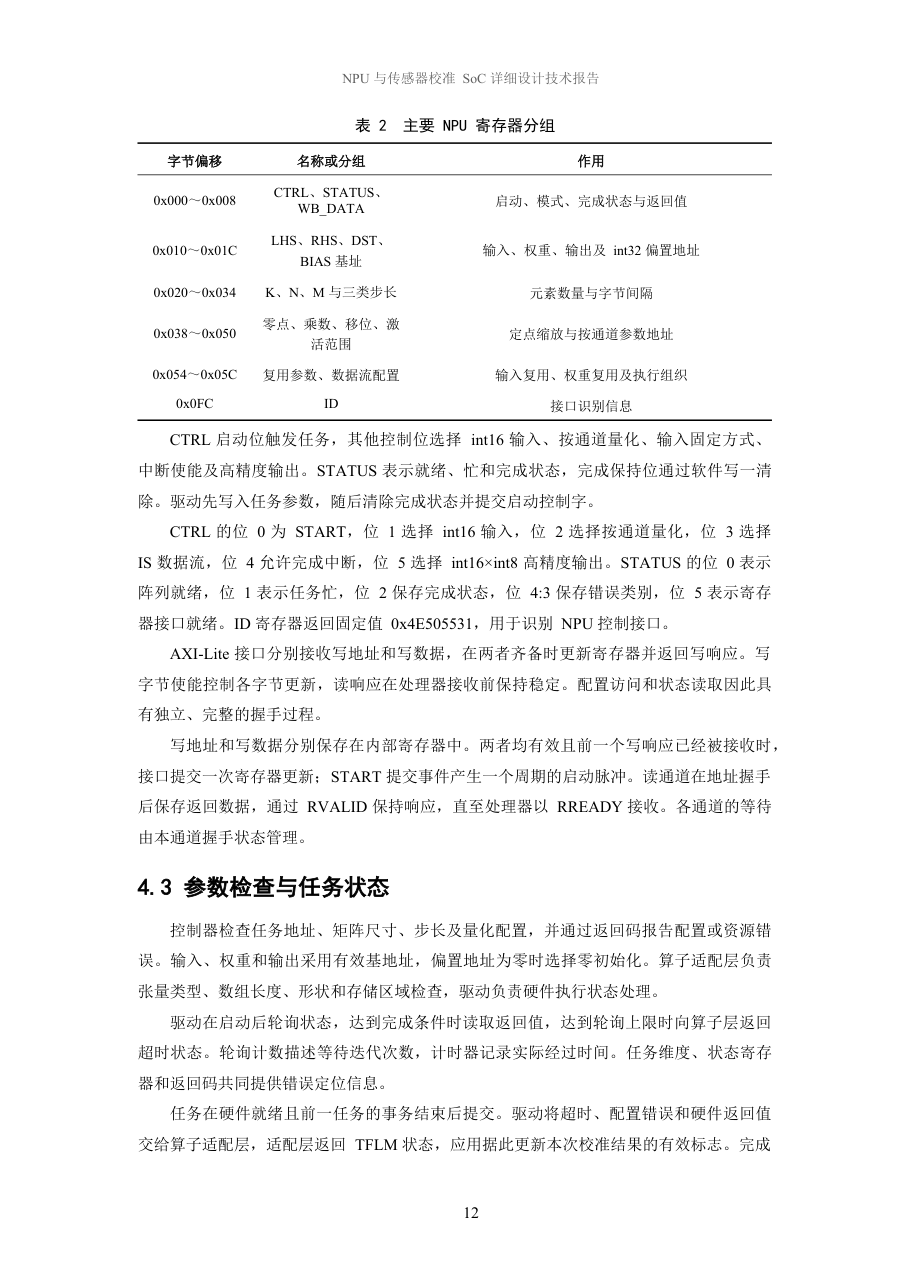 NPU 与传感器校准 SoC 详细设计技术报告
表 2 主要 NPU 寄存器分组
字节偏移 名称或分组 作用
0x000～0x008 CTRL、STATUS、WB_DATA 启动、模式、完成状态与返回值
0x010～0x01C LHS、RHS、DST、BIAS 基址 输入、权重、输出及 int32 偏置地址
0x020～0x034 K、N、M 与三类步长 元素数量与字节间隔
0x038～0x050 零点、乘数、移位、激活范围 定点缩放与按通道参数地址
0x054～0x05C 复用参数、数据流配置 输入复用、权重复用及执行组织
0x0FC ID 接口识别信息
CTRL 启动位触发任务，其他控制位选择 int16 输入、按通道量化、输入固定方式、
中断使能及高精度输出。STATUS 表示就绪、忙和完成状态，完成保持位通过软件写一清
除。驱动先写入任务参数，随后清除完成状态并提交启动控制字。
CTRL 的位 0 为 START，位 1 选择 int16 输入，位 2 选择按通道量化，位 3 选择
IS 数据流，位 4 允许完成中断，位 5 选择 int16×int8 高精度输出。STATUS 的位 0 表示
阵列就绪，位 1 表示任务忙，位 2 保存完成状态，位 4:3 保存错误类别，位 5 表示寄存
器接口就绪。ID 寄存器返回固定值 0x4E505531，用于识别 NPU 控制接口。
AXI-Lite 接口分别接收写地址和写数据，在两者齐备时更新寄存器并返回写响应。写
字节使能控制各字节更新，读响应在处理器接收前保持稳定。配置访问和状态读取因此具
有独立、完整的握手过程。
写地址和写数据分别保存在内部寄存器中。两者均有效且前一个写响应已经被接收时，
接口提交一次寄存器更新；START 提交事件产生一个周期的启动脉冲。读通道在地址握手
后保存返回数据，通过 RVALID 保持响应，直至处理器以 RREADY 接收。各通道的等待
由本通道握手状态管理。
4.3 参数检查与任务状态
控制器检查任务地址、矩阵尺寸、步长及量化配置，并通过返回码报告配置或资源错
误。输入、权重和输出采用有效基地址，偏置地址为零时选择零初始化。算子适配层负责
张量类型、数组长度、形状和存储区域检查，驱动负责硬件执行状态处理。
驱动在启动后轮询状态，达到完成条件时读取返回值，达到轮询上限时向算子层返回
超时状态。轮询计数描述等待迭代次数，计时器记录实际经过时间。任务维度、状态寄存
器和返回码共同提供错误定位信息。
任务在硬件就绪且前一任务的事务结束后提交。驱动将超时、配置错误和硬件返回值
交给算子适配层，适配层返回 TFLM 状态，应用据此更新本次校准结果的有效标志。完成
12